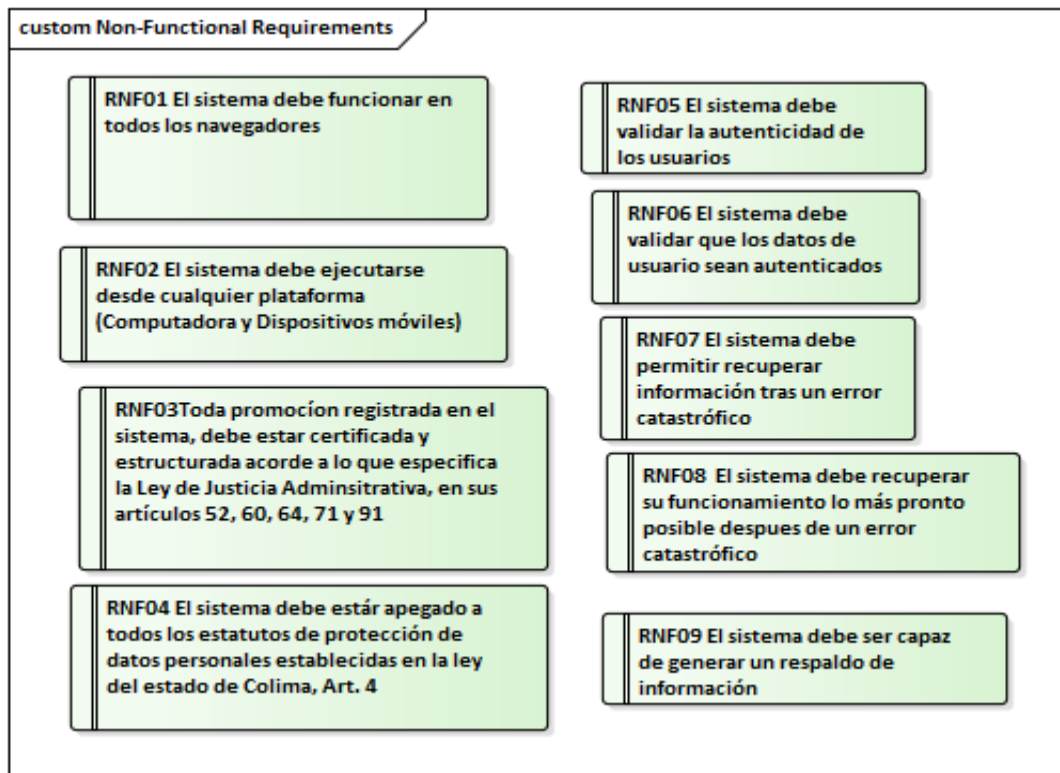 custom Non-Functional Requirements
RNF01 El sistema debe funcionar en
todos los navegadores
RNF02 El sistema debe ejecutarse
desde cualquier plataforma
(Computadora y Dispositivos móviles)
RNF03Toda promocíon registrada en el
sistema, debe estar certificada y
estructurada acorde a lo que especifica
la Ley de Justicia Adminsitrativa, en sus
artículos 52, 60, 64, 71 y 91
RNF04 El sistema debe estár apegado a
todos los estatutos de protección de
datos personales establecidas en la ley
del estado de Colima, Art. 4
RNF05 El sistema debe
validar la autenticidad de
los usuarios
RNF06 El sistema debe
validar que los datos de
usuario sean autenticados
RNF07 El sistema debe
permitir recuperar
información tras un error
catastrófico
RNF08 El sistema debe recuperar
su funcionamiento lo más pronto
posible despues de un error
catastrófico
RNF09 El sistema debe ser capaz
de generar un respaldo de
información